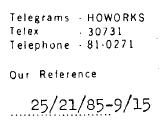 Telegrams - HOWORKS
Telex - 30731
Telephone - 81-0271
Our Reference
25/21/85-9/15